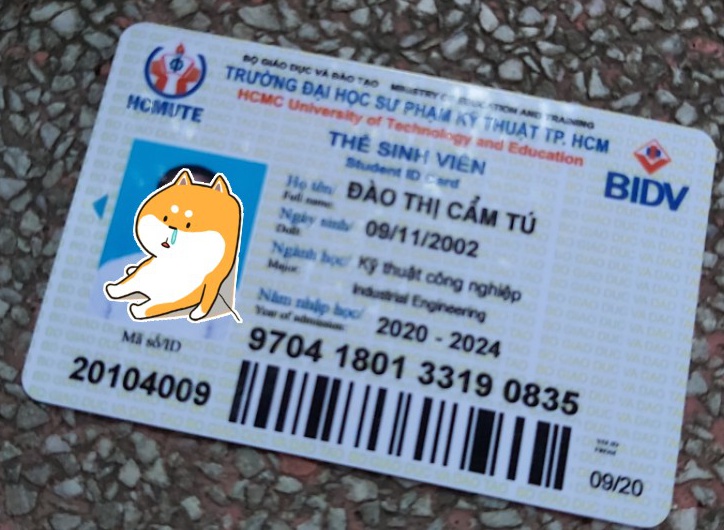 HCMUTE
BỘ GIÁO DỤC VÀ ĐÀO TẠO MINISTRY OF EDUCATION AND TRAINING
TRƯỜNG ĐẠI HỌC SƯ PHẠM KỸ THUẬT TP. HCM
HCMC University of Technology and Education
THẺ SINH VIÊN
Student ID Card
BIDV
Họ tên/ ĐÀO THỊ CẨM TÚ
Full name:
Ngày sinh/ 09/11/2002
Ngành học/ Kỹ thuật công nghiệp
Major: Industrial Engineering
Năm nhập học/ 2020 - 2024
Year of admission:
Mã số/ID
20104009
9704 1801 3319 0835
09/20